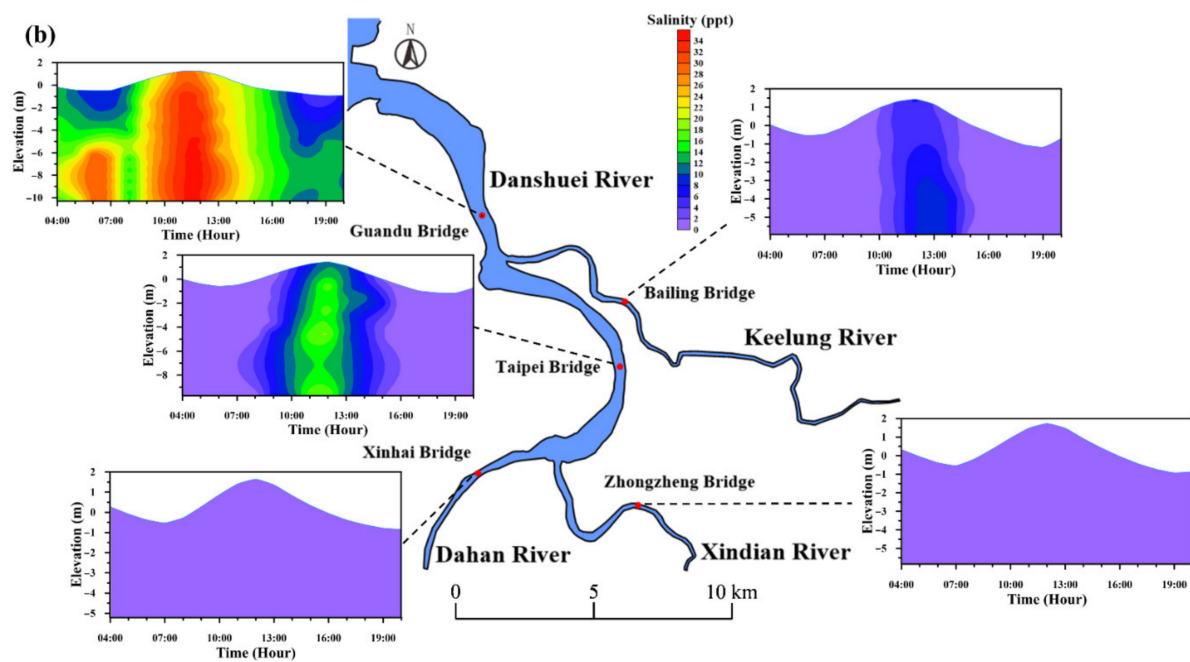 (b)
N
Salinity (ppt)
34
32
30
28
26
24
22
20
18
16
14
12
10
8
6
4
2
0
Elevation (m)
2
0
−2
−4
−6
−8
−10
04:00 07:00 10:00 13:00 16:00 19:00
Time (Hour)
Danshuei River
Guandu Bridge
Elevation (m)
2
1
0
−1
−2
−3
−4
−5
04:00 07:00 10:00 13:00 16:00 19:00
Time (Hour)
Bailing Bridge
Keelung River
Elevation (m)
2
0
−2
−4
−6
−8
04:00 07:00 10:00 13:00 16:00 19:00
Time (Hour)
Taipei Bridge
Xinhai Bridge
Elevation (m)
2
1
0
−1
−2
−3
−4
−5
04:00 07:00 10:00 13:00 16:00 19:00
Time (Hour)
Dahan River
Zhongzheng Bridge
Xindian River
Elevation (m)
2
1
0
−1
−2
−3
−4
−5
04:00 07:00 10:00 13:00 16:00 19:00
Time (Hour)
0 5 10 km